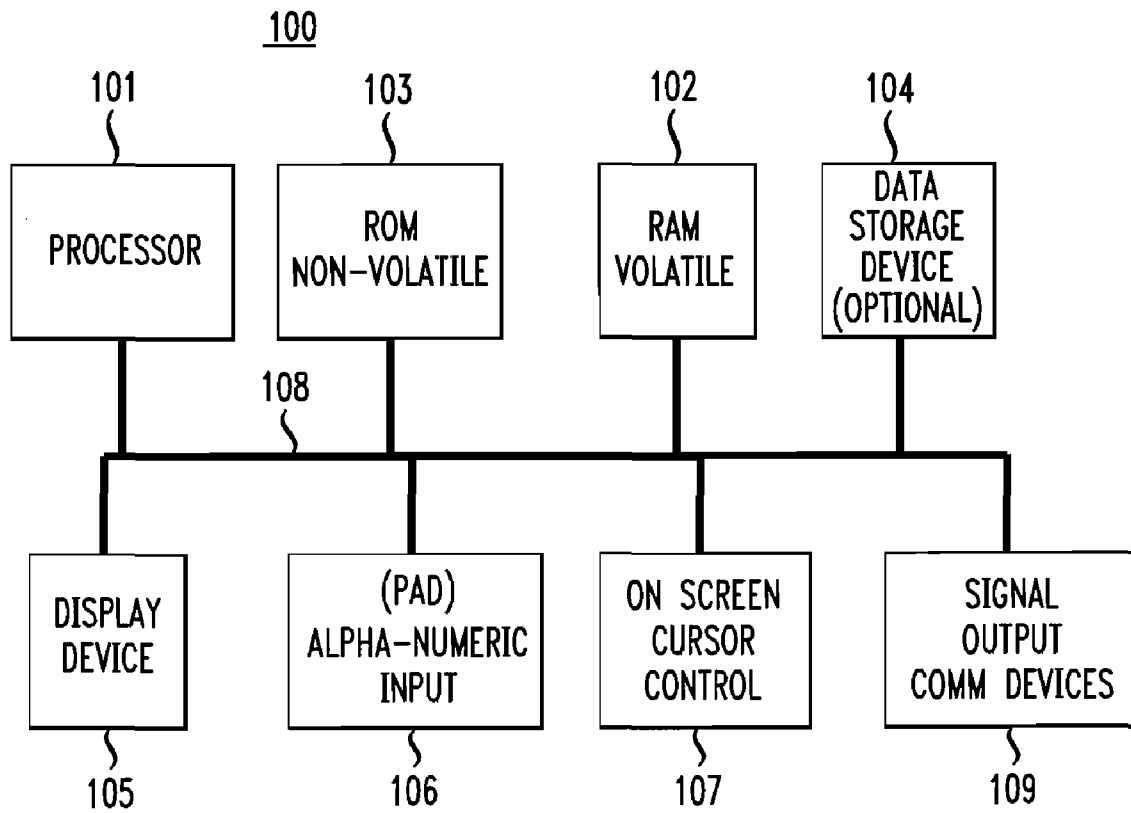 100
101
103
102
104
PROCESSOR
ROM
NON-VOLATILE
RAM
VOLATILE
DATA
STORAGE
DEVICE
(OPTIONAL)
108
DISPLAY
DEVICE
(PAD)
ALPHA-NUMERIC
INPUT
ON SCREEN
CURSOR
CONTROL
SIGNAL
OUTPUT
COMM DEVICES
105
106
107
109